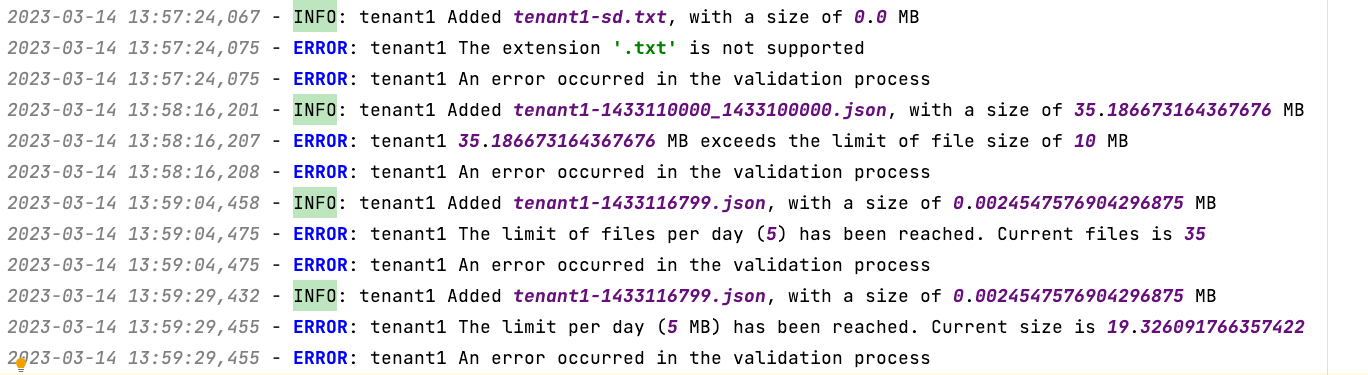 2023-03-14 13:57:24,067 - INFO: tenant1 Added tenant1-sd.txt, with a size of 0.0 MB
2023-03-14 13:57:24,075 - ERROR: tenant1 The extension '.txt' is not supported
2023-03-14 13:57:24,075 - ERROR: tenant1 An error occurred in the validation process
2023-03-14 13:58:16,201 - INFO: tenant1 Added tenant1-1433110000_1433100000.json, with a size of 35.186673164367676 MB
2023-03-14 13:58:16,207 - ERROR: tenant1 35.186673164367676 MB exceeds the limit of file size of 10 MB
2023-03-14 13:58:16,208 - ERROR: tenant1 An error occurred in the validation process
2023-03-14 13:59:04,458 - INFO: tenant1 Added tenant1-1433116799.json, with a size of 0.0024547576904296875 MB
2023-03-14 13:59:04,475 - ERROR: tenant1 The limit of files per day (5) has been reached. Current files is 35
2023-03-14 13:59:04,475 - ERROR: tenant1 An error occurred in the validation process
2023-03-14 13:59:29,432 - INFO: tenant1 Added tenant1-1433116799.json, with a size of 0.0024547576904296875 MB
2023-03-14 13:59:29,455 - ERROR: tenant1 The limit per day (5 MB) has been reached. Current size is 19.326091766357422
2023-03-14 13:59:29,455 - ERROR: tenant1 An error occurred in the validation process